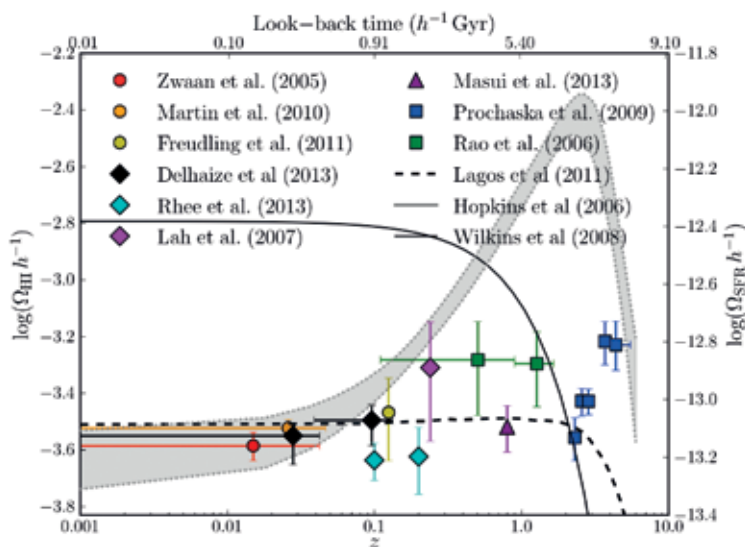 Look−back time (h⁻¹ Gyr)
0.01 0.10 0.91 5.40 9.10
−2.2 −11.8
−2.4 −12.0
−2.6 −12.2
−2.8 −12.4
−3.0 −12.6
−3.2 −12.8
−3.4 −13.0
−3.6 −13.2
−3.8 −13.4
log(Ω_HI h⁻¹)
log(Ω_SFR h⁻¹)
Zwaan et al. (2005)
Martin et al. (2010)
Freudling et al. (2011)
Delhaize et al (2013)
Rhee et al. (2013)
Lah et al. (2007)
Masui et al. (2013)
Prochaska et al. (2009)
Rao et al. (2006)
Lagos et al (2011)
Hopkins et al (2006)
Wilkins et al (2008)
0.001 0.01 0.1 1.0 10.0
z